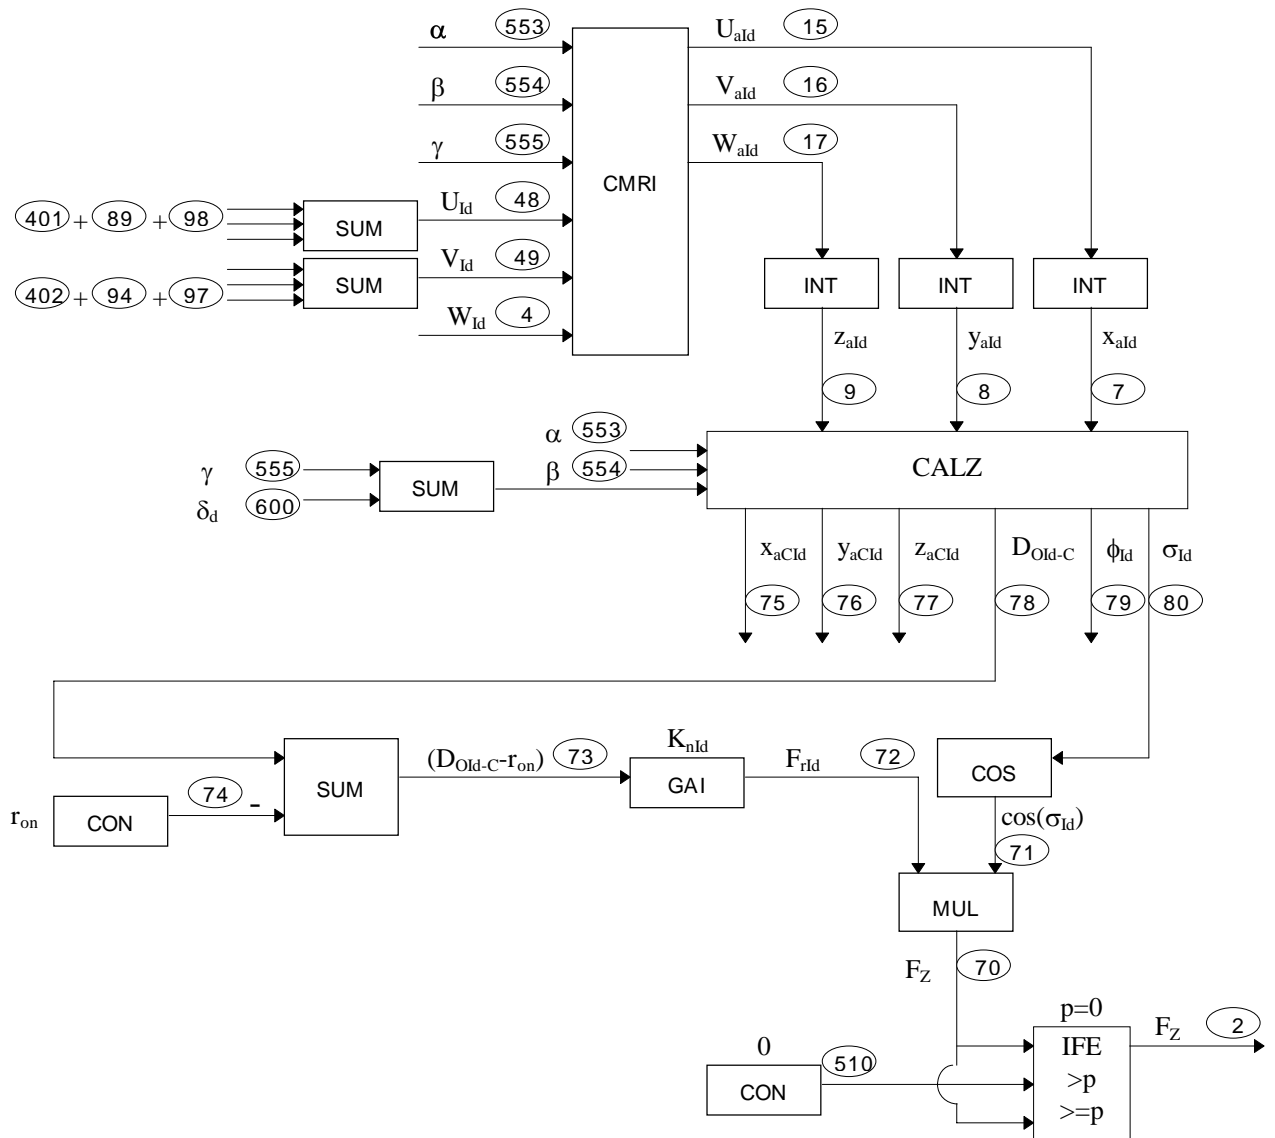 α 553 U_aId 15
β 554 V_aId 16
γ 555 W_aId 17
CMRI
401 + 89 + 98 SUM U_Id 48
402 + 94 + 97 SUM V_Id 49
W_Id 4
INT INT INT
z_aId y_aId x_aId
9 8 7
α 553
γ 555 SUM β 554 CALZ
δ_d 600
x_aCId y_aCId z_aCId D_OId-C ϕ_Id σ_Id
75 76 77 78 79 80
K_nId
(D_OId-C-r_on) 73 GAI F_rId 72 COS
SUM
r_on CON 74 -
cos(σ_Id)
71
MUL
F_Z 70
p=0
0 IFE F_Z 2
CON 510 >p
>=p